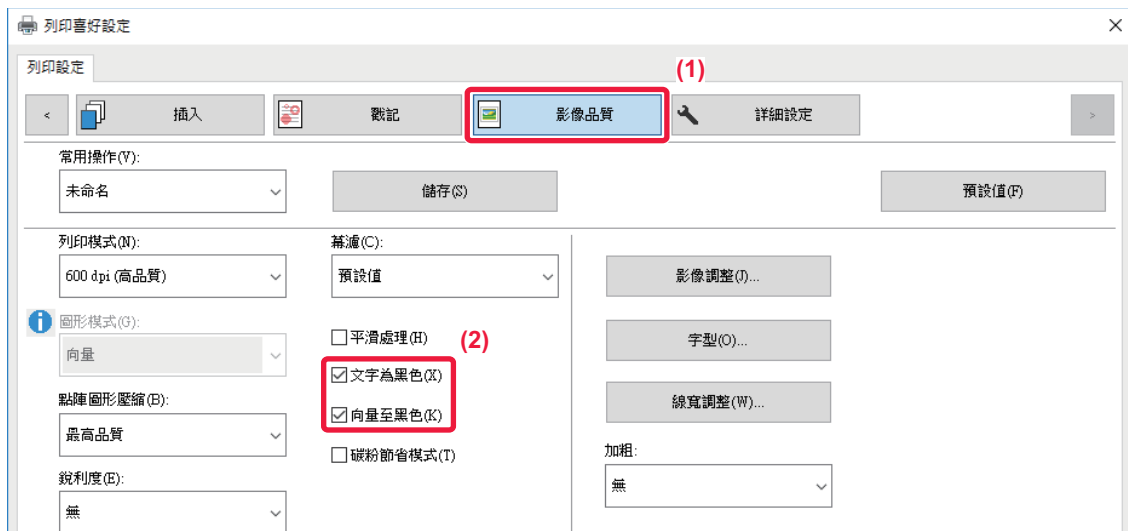 列印喜好設定
列印設定
(1)
<
插入
戳記
影像品質
詳細設定
>
常用操作(V):
未命名
儲存(S)
預設值(F)
列印模式(N):
600 dpi (高品質)
幕濾(C):
預設值
影像調整(J)...
圖形模式(G):
向量
平滑處理(H)
(2)
字型(O)...
文字為黑色(X)
點陣圖形壓縮(B):
最高品質
向量至黑色(K)
線寬調整(W)...
碳粉節省模式(T)
加粗:
無
銳利度(E):
無